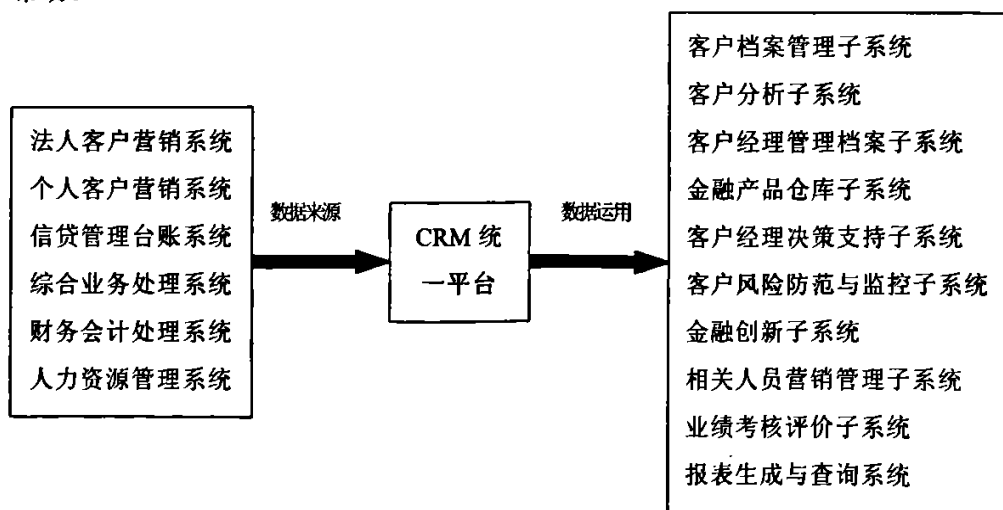 法人客户营销系统
个人客户营销系统
信贷管理台账系统
综合业务处理系统
财务会计处理系统
人力资源管理系统
数据来源
CRM 统
一平台
数据运用
客户档案管理子系统
客户分析子系统
客户经理管理档案子系统
金融产品仓库子系统
客户经理决策支持子系统
客户风险防范与监控子系统
金融创新子系统
相关人员营销管理子系统
业绩考核评价子系统
报表生成与查询系统